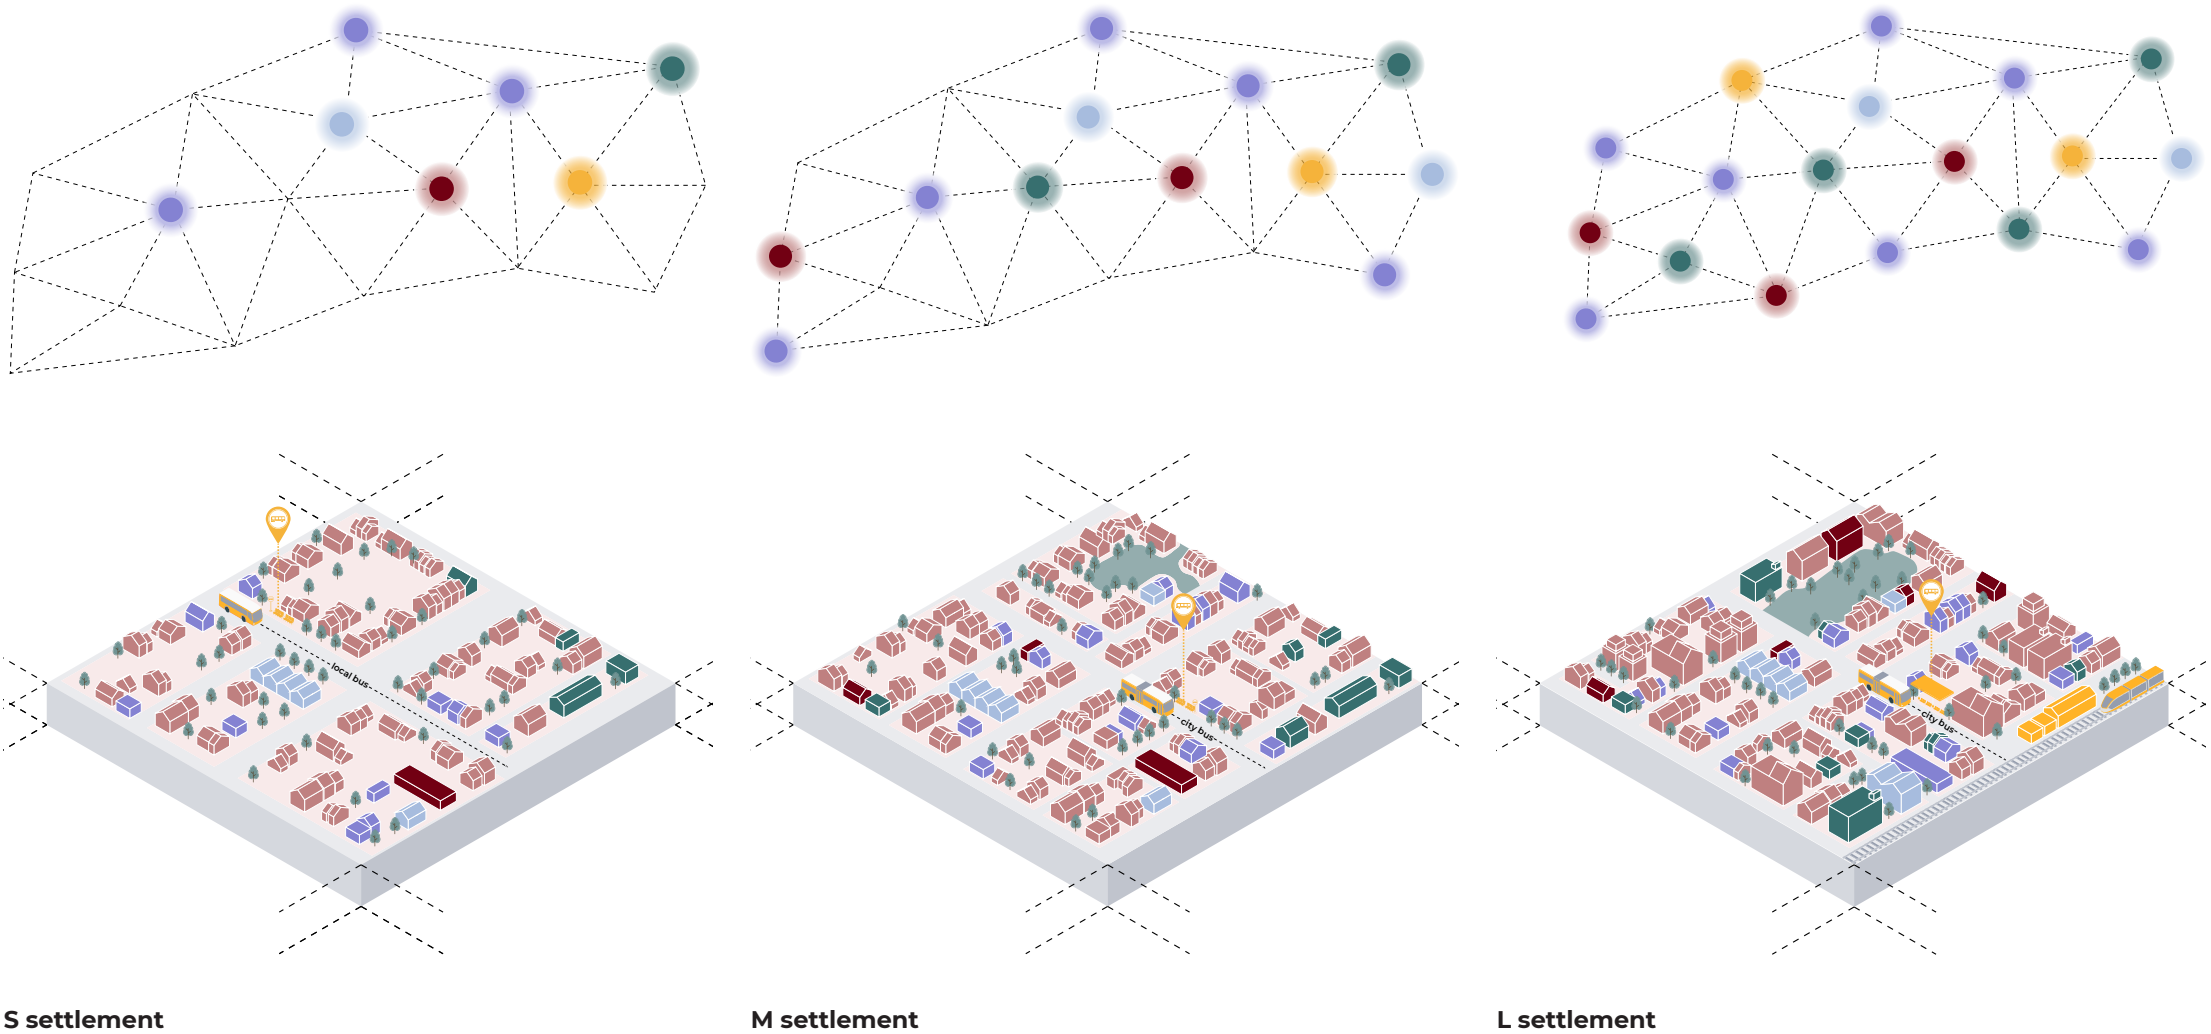 local bus
city bus
city bus
S settlement
M settlement
L settlement